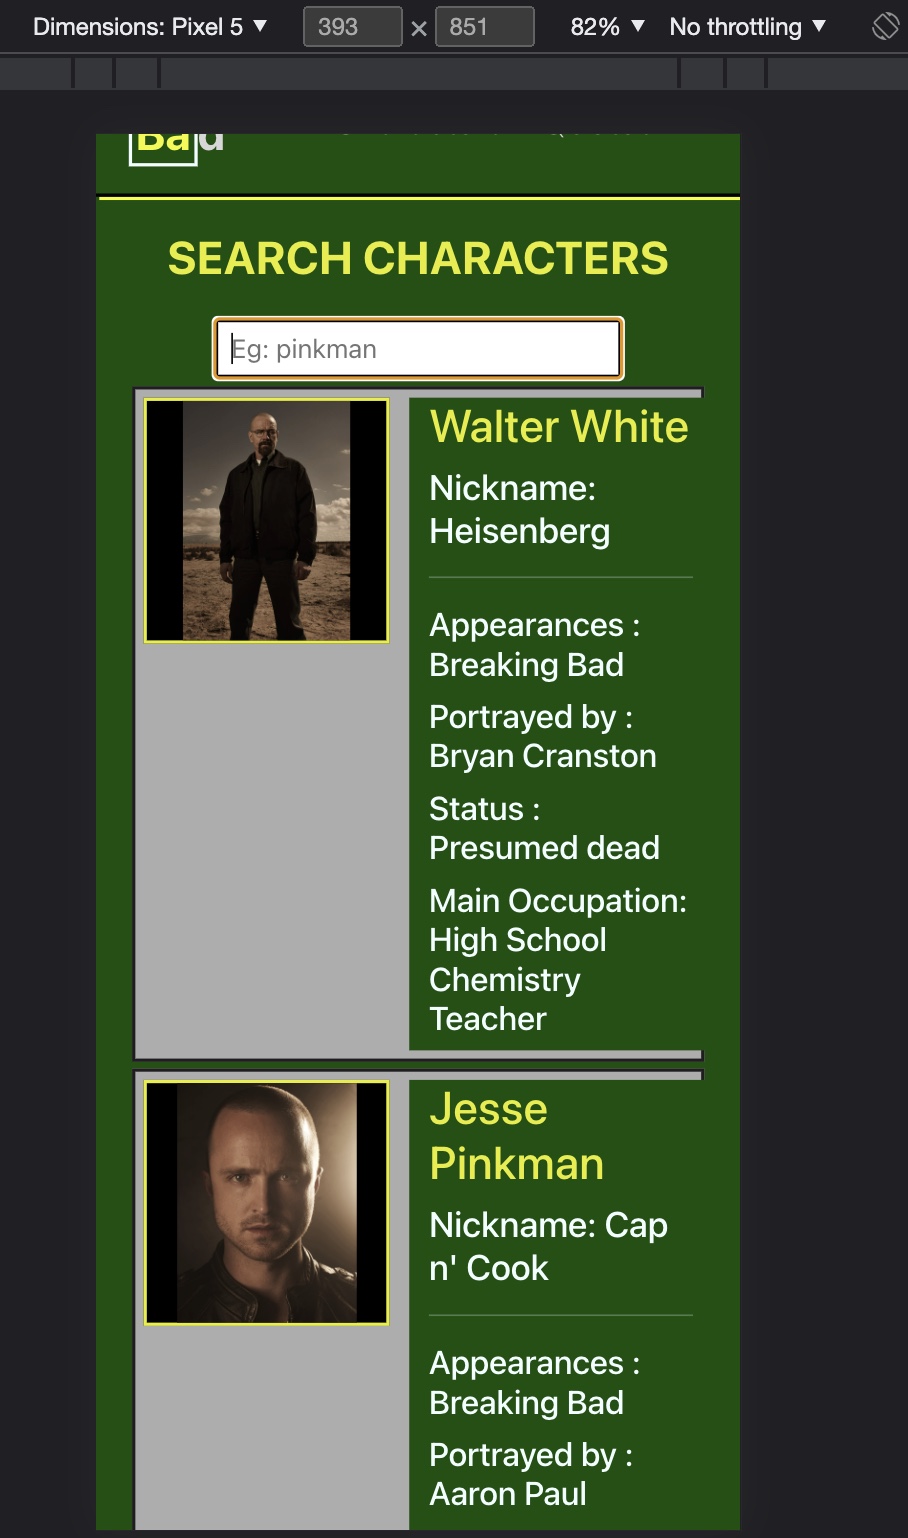 Dimensions: Pixel 5 ▼ 393 × 851 82% ▼ No throttling ▼
Bad
SEARCH CHARACTERS
Eg: pinkman
Walter White
Nickname:
Heisenberg
Appearances :
Breaking Bad
Portrayed by :
Bryan Cranston
Status :
Presumed dead
Main Occupation:
High School
Chemistry
Teacher
Jesse
Pinkman
Nickname: Cap
n' Cook
Appearances :
Breaking Bad
Portrayed by :
Aaron Paul